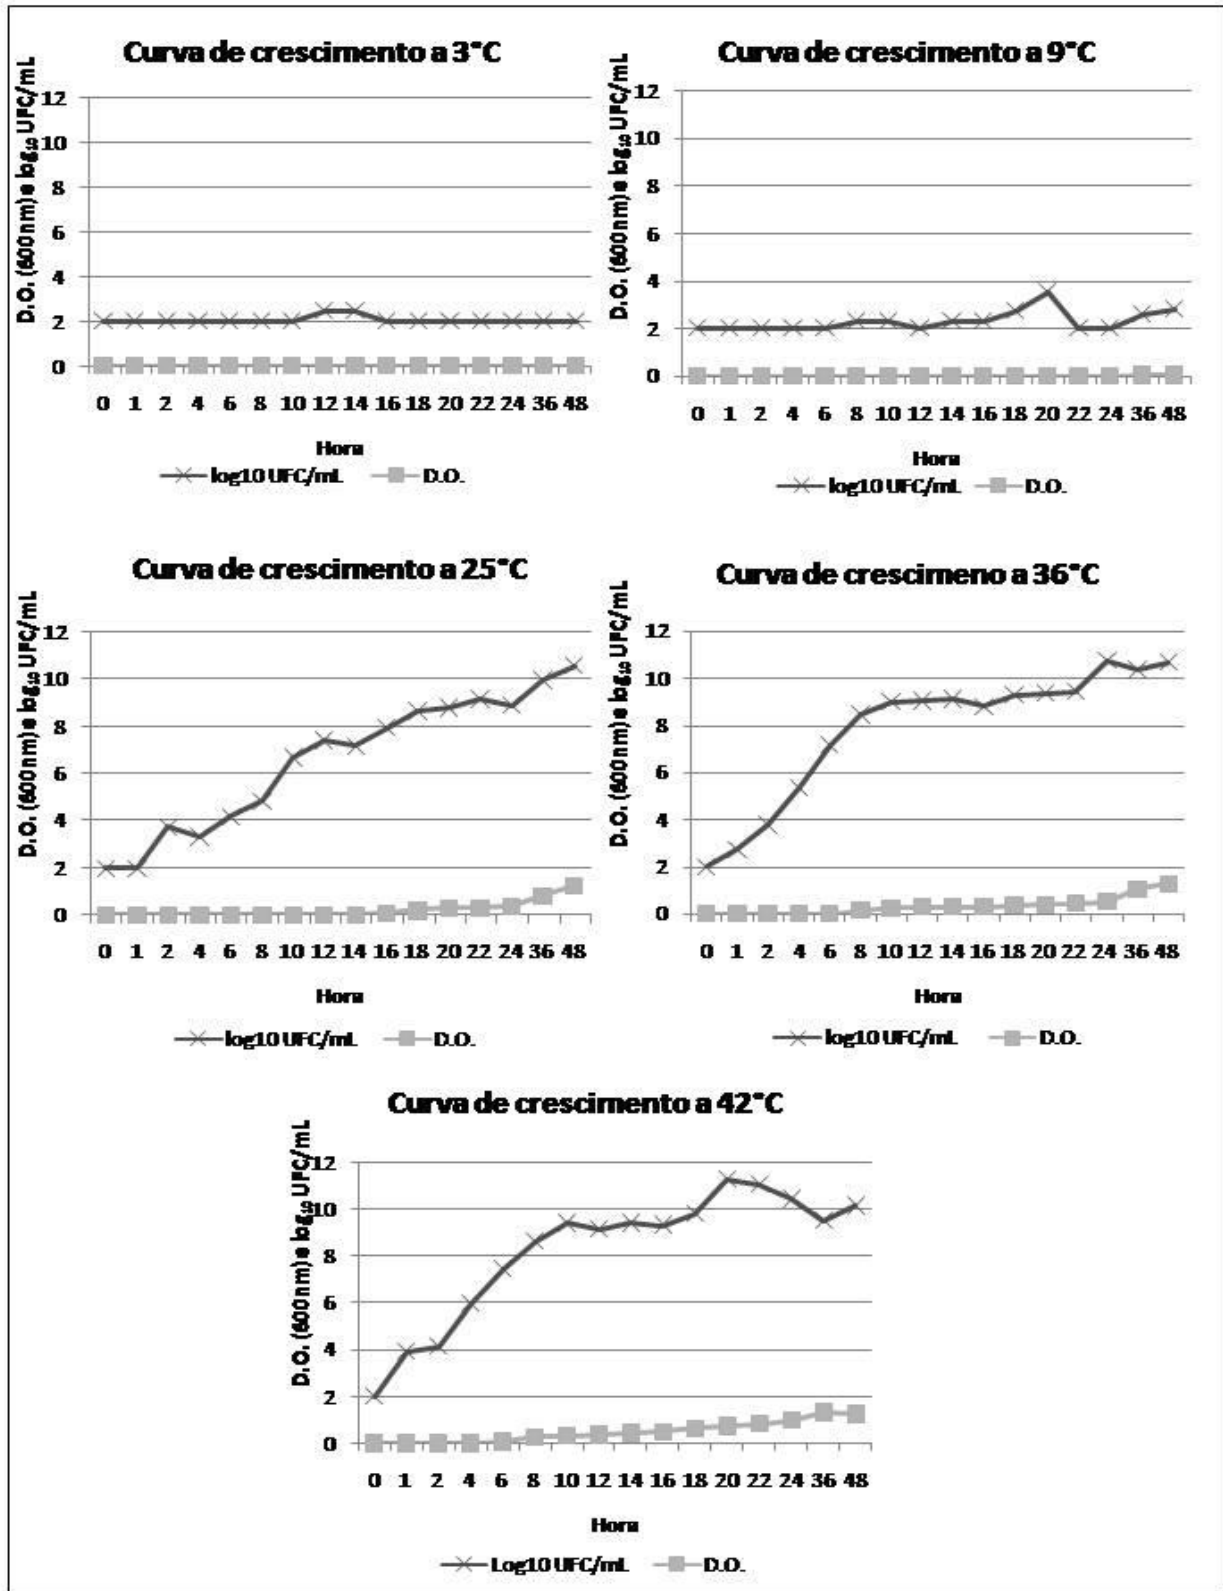 Curva de crescimento a 3°C
D.O. (600nm) e log₁₀ UFC/mL
12
10
8
6
4
2
0
0 1 2 4 6 8 10 12 14 16 18 20 22 24 36 48
Hora
log10 UFC/mL D.O.
Curva de crescimento a 9°C
D.O. (600nm) e log₁₀ UFC/mL
12
10
8
6
4
2
0
0 1 2 4 6 8 10 12 14 16 18 20 22 24 36 48
Hora
log10 UFC/mL D.O.
Curva de crescimento a 25°C
D.O. (600nm) e log₁₀ UFC/mL
12
10
8
6
4
2
0
0 1 2 4 6 8 10 12 14 16 18 20 22 24 36 48
Hora
log10 UFC/mL D.O.
Curva de crescimeno a 36°C
D.O. (600nm) e log₁₀ UFC/mL
12
10
8
6
4
2
0
0 1 2 4 6 8 10 12 14 16 18 20 22 24 36 48
Hora
log10 UFC/mL D.O.
Curva de crescimento a 42°C
D.O. (600nm) e log₁₀ UFC/mL
12
10
8
6
4
2
0
0 1 2 4 6 8 10 12 14 16 18 20 22 24 36 48
Hora
Log10 UFC/mL D.O.